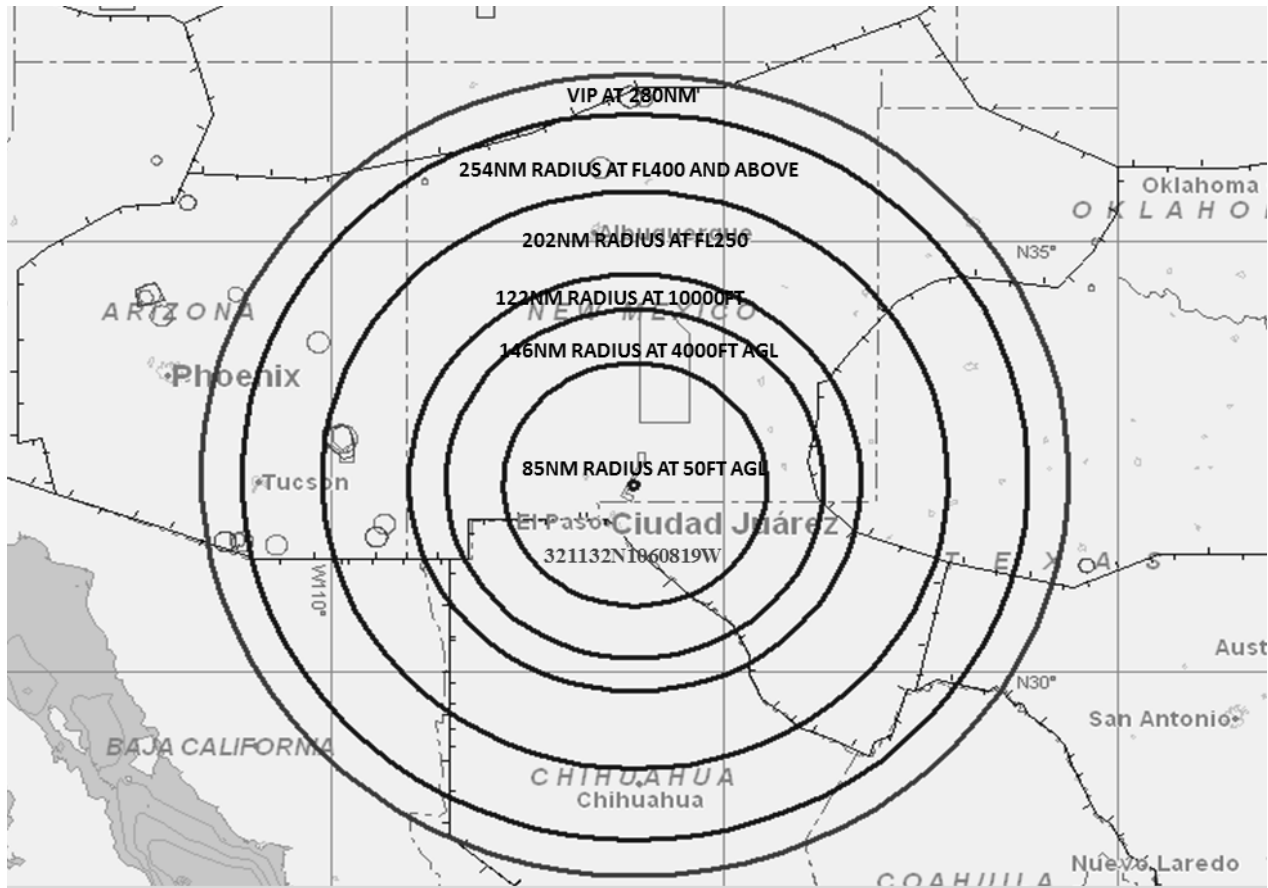 VIP AT 280NM'
254NM RADIUS AT FL400 AND ABOVE
Oklahoma
OKLAHO
Albuquerque
202NM RADIUS AT FL250
N35°
122NM RADIUS AT 10000FT
ARIZONA
NEW MEXICO
146NM RADIUS AT 4000FT AGL
Phoenix
85NM RADIUS AT 50FT AGL
Tucson
El Paso
Ciudad Juárez
321132N1060819W
TEXAS
W110°
Aust
N30°
San Antonio
BAJA CALIFORNIA
CHIHUAHUA
Chihuahua
Nuevo Laredo
COAHUILA